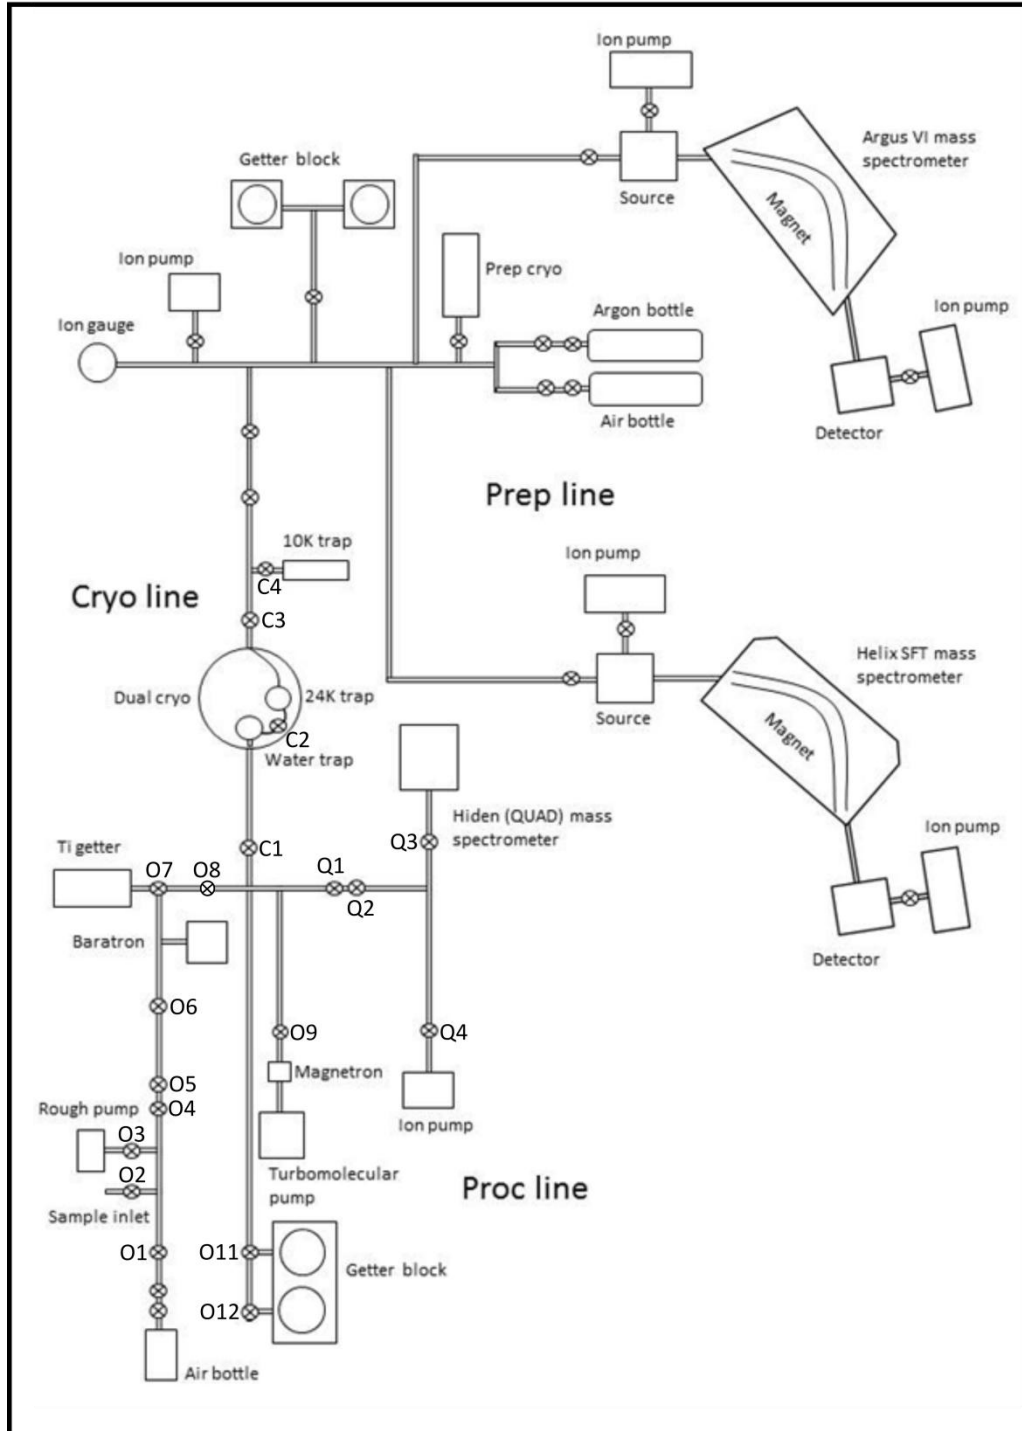 Ion pump
Argus VI mass
spectrometer
Getter block
Source
Magnet
Ion pump
Prep cryo
Ion gauge
Argon bottle
Ion pump
Air bottle
Detector
Prep line
10K trap
Ion pump
C4
Cryo line
C3
Helix SFT mass
spectrometer
Dual cryo
24K trap
Source
C2
Magnet
Water trap
Hiden (QUAD) mass
spectrometer
Ion pump
Q3
Ti getter
C1
O7
O8
Q1
Q2
Baratron
Detector
O6
O9
Q4
Magnetron
O5
Rough pump
O4
Ion pump
O3
Turbomolecular
pump
O2
Proc line
Sample inlet
O1
O11
Getter block
O12
Air bottle